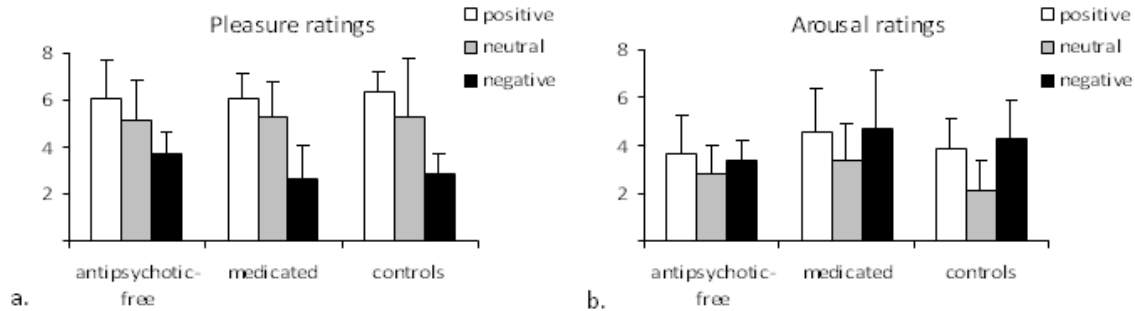 Pleasure ratings
positive
neutral
negative
8
6
4
2
antipsychotic-
free
medicated
controls
a.
Arousal ratings
positive
neutral
negative
8
6
4
2
antipsychotic-
free
medicated
controls
b.